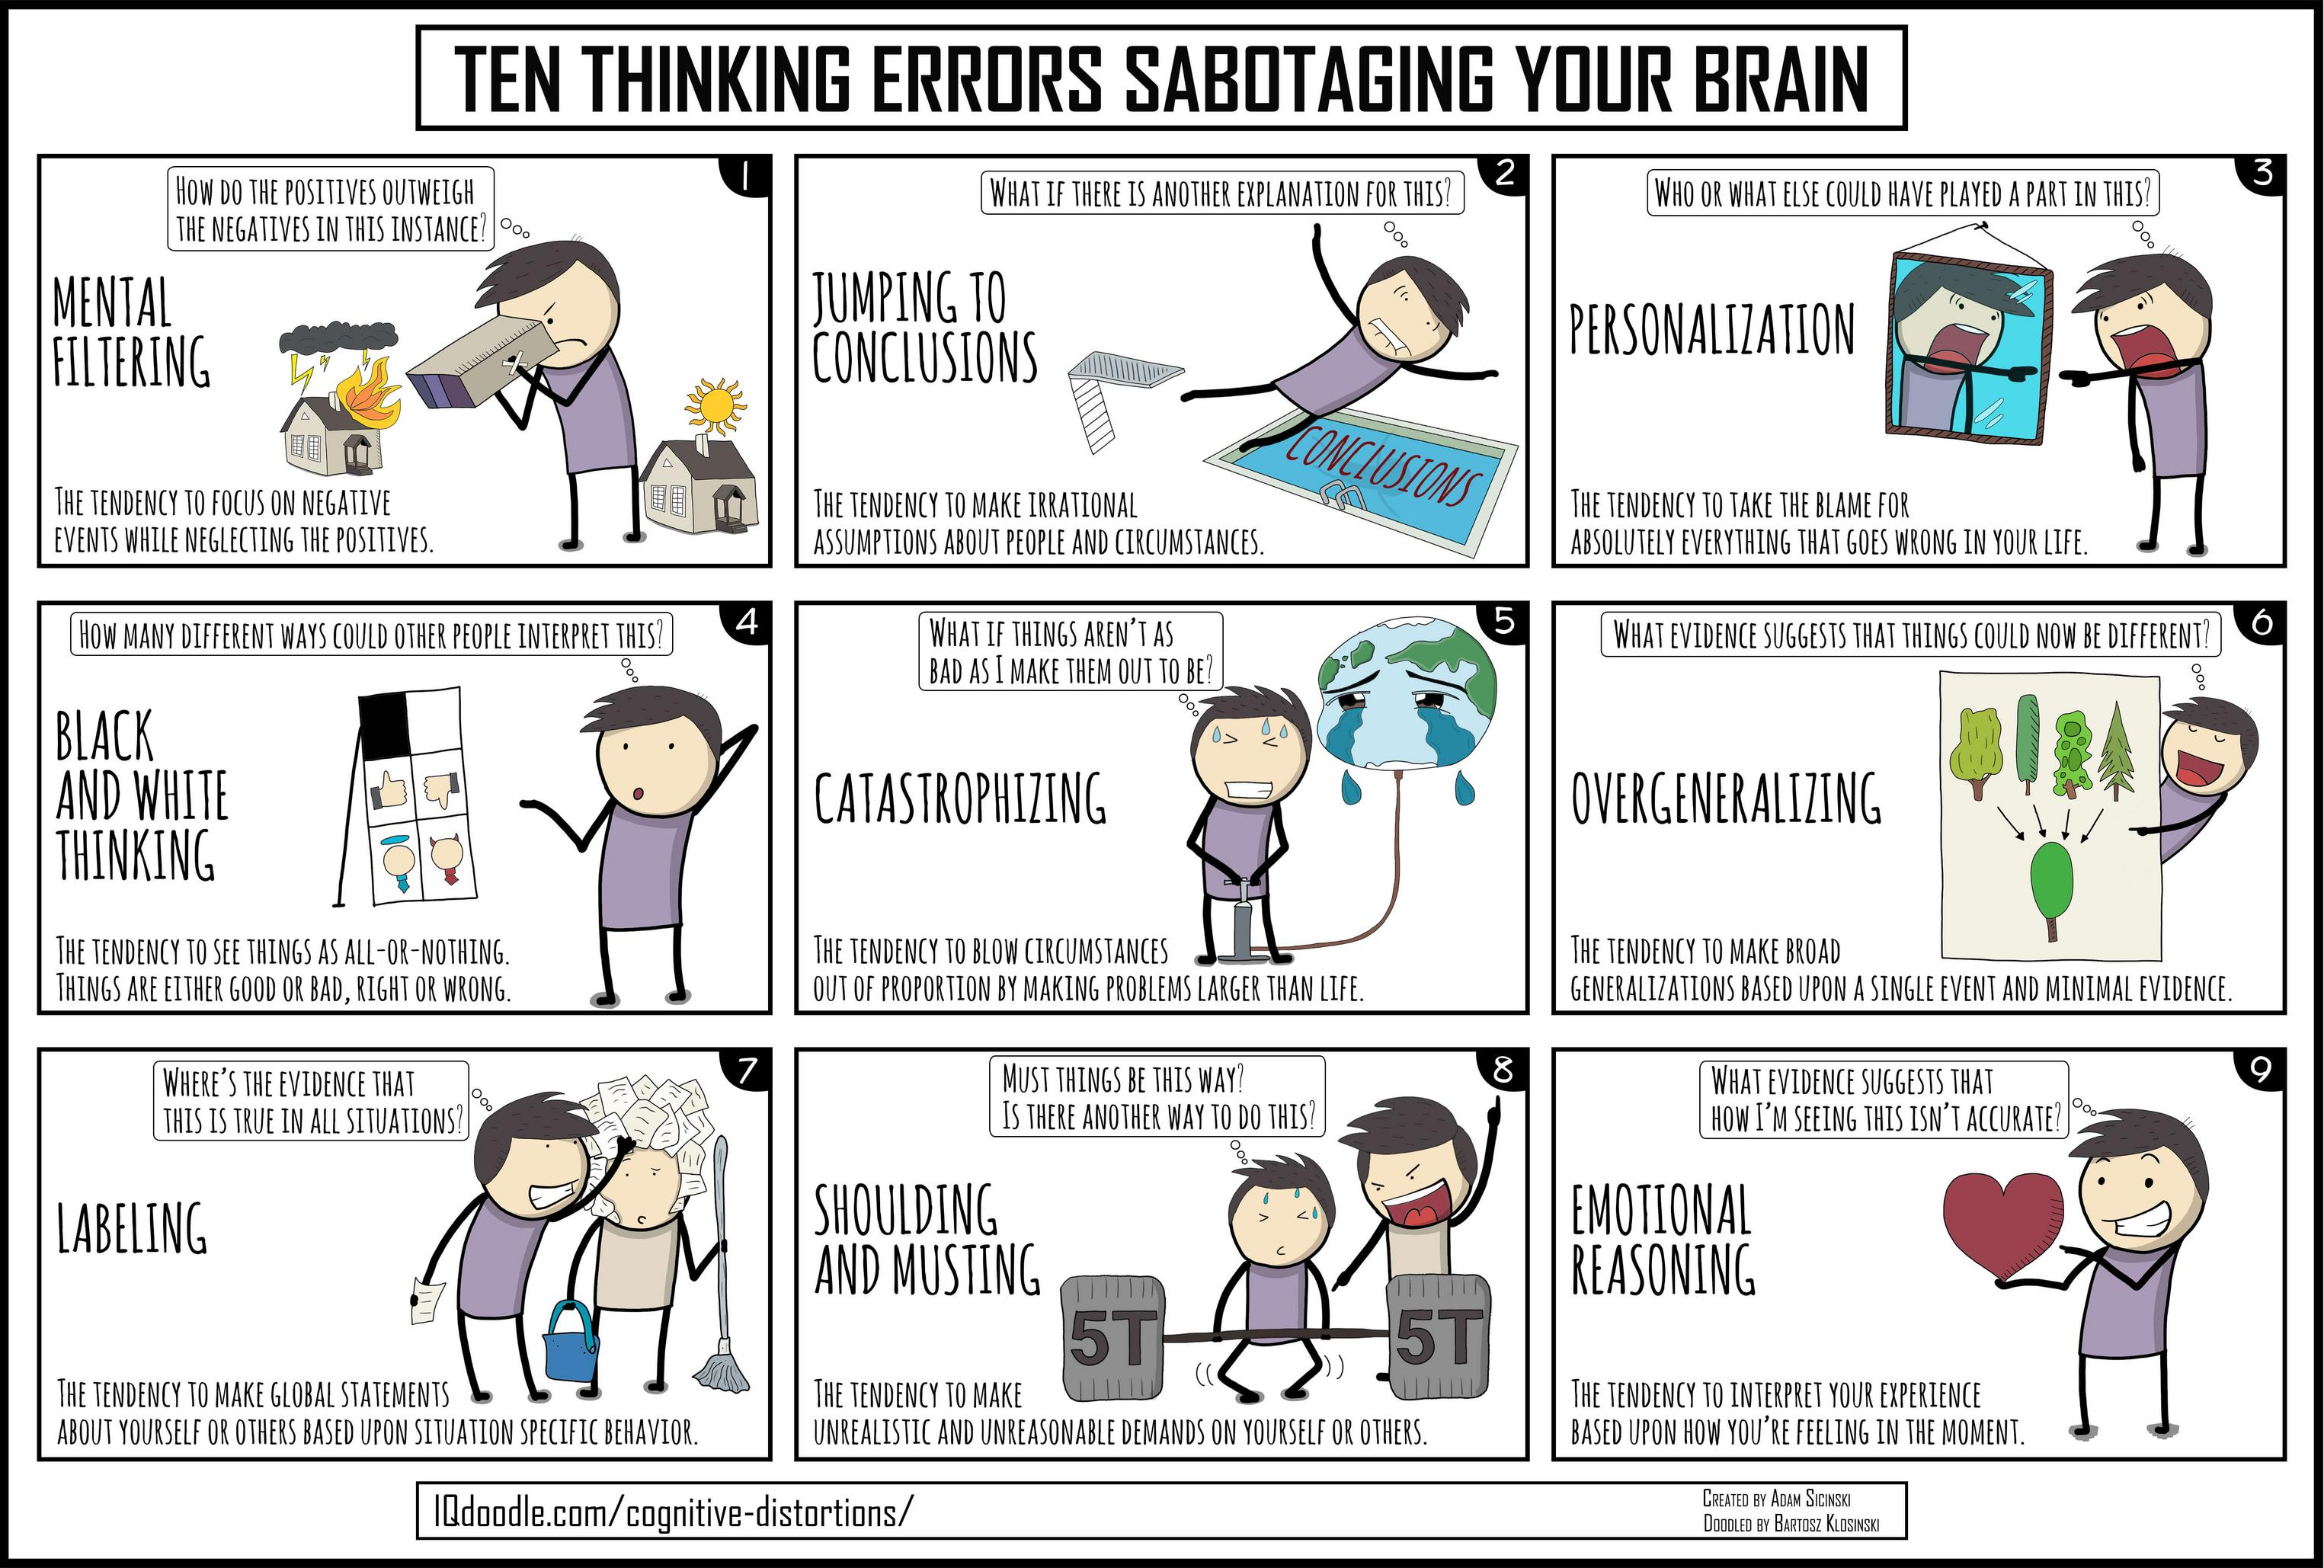 TEN THINKING ERRORS SABOTAGING YOUR BRAIN
1
HOW DO THE POSITIVES OUTWEIGH
THE NEGATIVES IN THIS INSTANCE?
MENTAL
FILTERING
THE TENDENCY TO FOCUS ON NEGATIVE
EVENTS WHILE NEGLECTING THE POSITIVES.
2
WHAT IF THERE IS ANOTHER EXPLANATION FOR THIS?
JUMPING TO
CONCLUSIONS
CONCLUSIONS
THE TENDENCY TO MAKE IRRATIONAL
ASSUMPTIONS ABOUT PEOPLE AND CIRCUMSTANCES.
3
WHO OR WHAT ELSE COULD HAVE PLAYED A PART IN THIS?
PERSONALIZATION
THE TENDENCY TO TAKE THE BLAME FOR
ABSOLUTELY EVERYTHING THAT GOES WRONG IN YOUR LIFE.
4
HOW MANY DIFFERENT WAYS COULD OTHER PEOPLE INTERPRET THIS?
BLACK
AND WHITE
THINKING
THE TENDENCY TO SEE THINGS AS ALL-OR-NOTHING.
THINGS ARE EITHER GOOD OR BAD, RIGHT OR WRONG.
5
WHAT IF THINGS AREN'T AS
BAD AS I MAKE THEM OUT TO BE?
CATASTROPHIZING
THE TENDENCY TO BLOW CIRCUMSTANCES
OUT OF PROPORTION BY MAKING PROBLEMS LARGER THAN LIFE.
6
WHAT EVIDENCE SUGGESTS THAT THINGS COULD NOW BE DIFFERENT?
OVERGENERALIZING
THE TENDENCY TO MAKE BROAD
GENERALIZATIONS BASED UPON A SINGLE EVENT AND MINIMAL EVIDENCE.
7
WHERE'S THE EVIDENCE THAT
THIS IS TRUE IN ALL SITUATIONS?
LABELING
THE TENDENCY TO MAKE GLOBAL STATEMENTS
ABOUT YOURSELF OR OTHERS BASED UPON SITUATION SPECIFIC BEHAVIOR.
8
MUST THINGS BE THIS WAY?
IS THERE ANOTHER WAY TO DO THIS?
SHOULDING
AND MUSTING
5T
5T
THE TENDENCY TO MAKE
UNREALISTIC AND UNREASONABLE DEMANDS ON YOURSELF OR OTHERS.
9
WHAT EVIDENCE SUGGESTS THAT
HOW I'M SEEING THIS ISN'T ACCURATE?
EMOTIONAL
REASONING
THE TENDENCY TO INTERPRET YOUR EXPERIENCE
BASED UPON HOW YOU'RE FEELING IN THE MOMENT.
IQdoodle.com/cognitive-distortions/
CREATED BY ADAM SICINSKI
DOODLED BY BARTOSZ KLOSINSKI